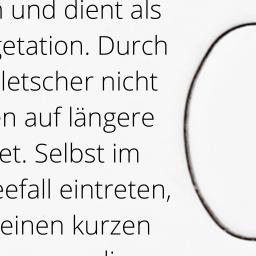 und dient als
getation. Durch
letscher nicht
en auf längere
et. Selbst im
eefall eintreten,
einen kurzen